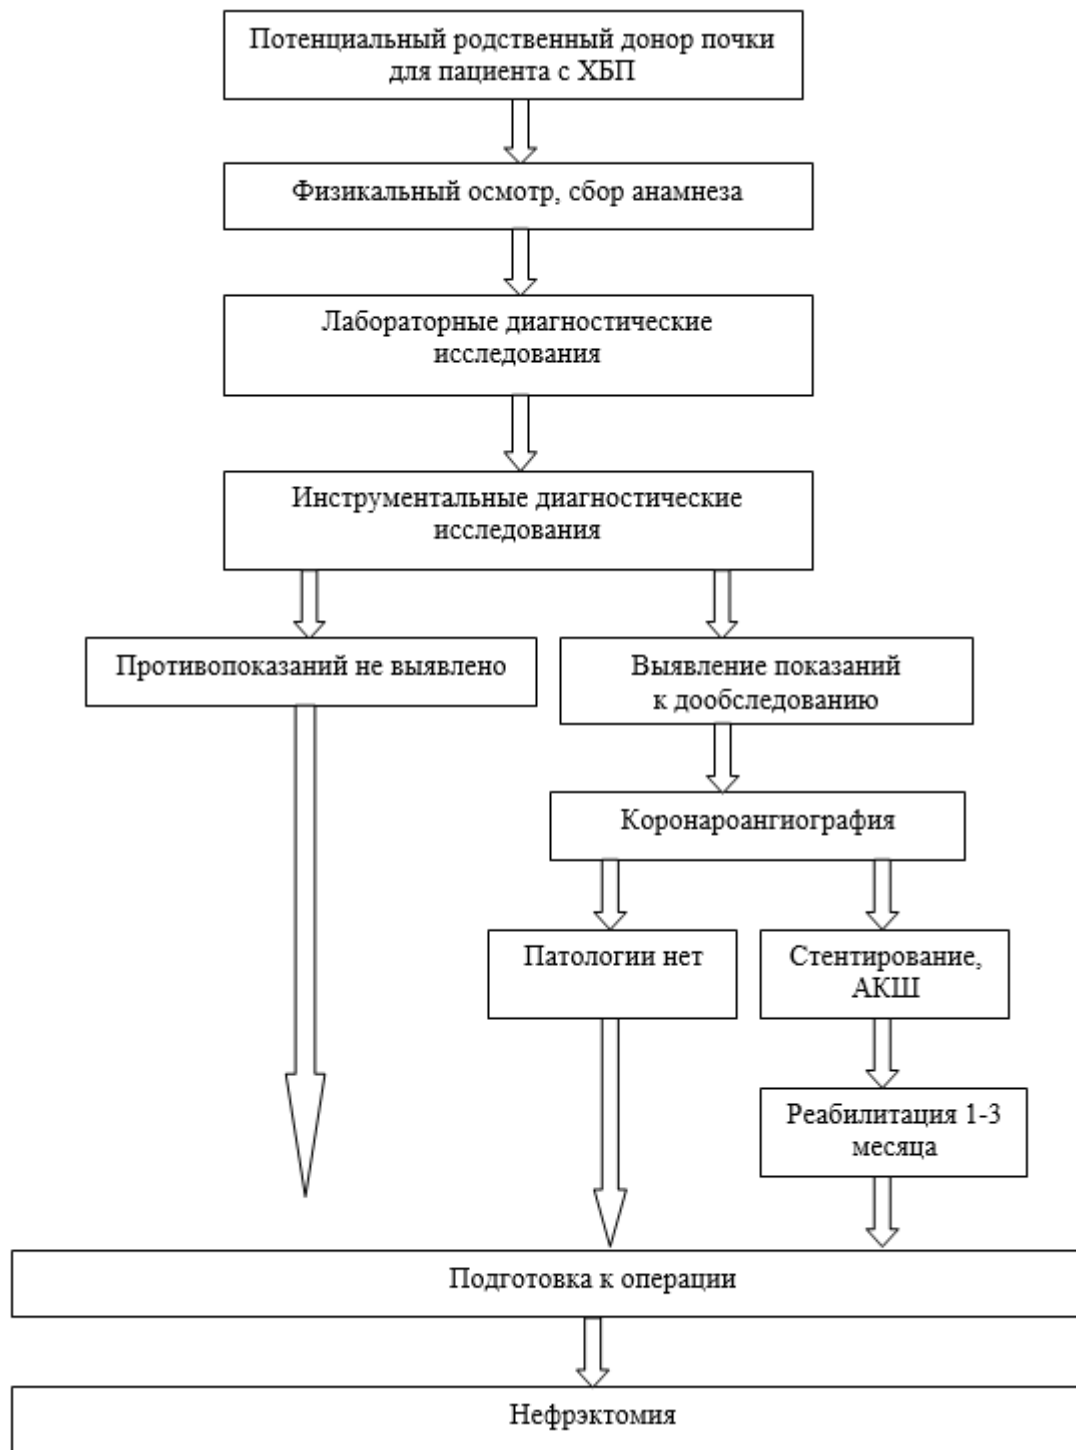 Потенциальный родственный донор почки
для пациента с ХБП
Физикальный осмотр, сбор анамнеза
Лабораторные диагностические
исследования
Инструментальные диагностические
исследования
Противопоказаний не выявлено
Выявление показаний
к дообследованию
Коронароангиография
Патологии нет
Стентирование,
АКШ
Реабилитация 1-3
месяца
Подготовка к операции
Нефрэктомия